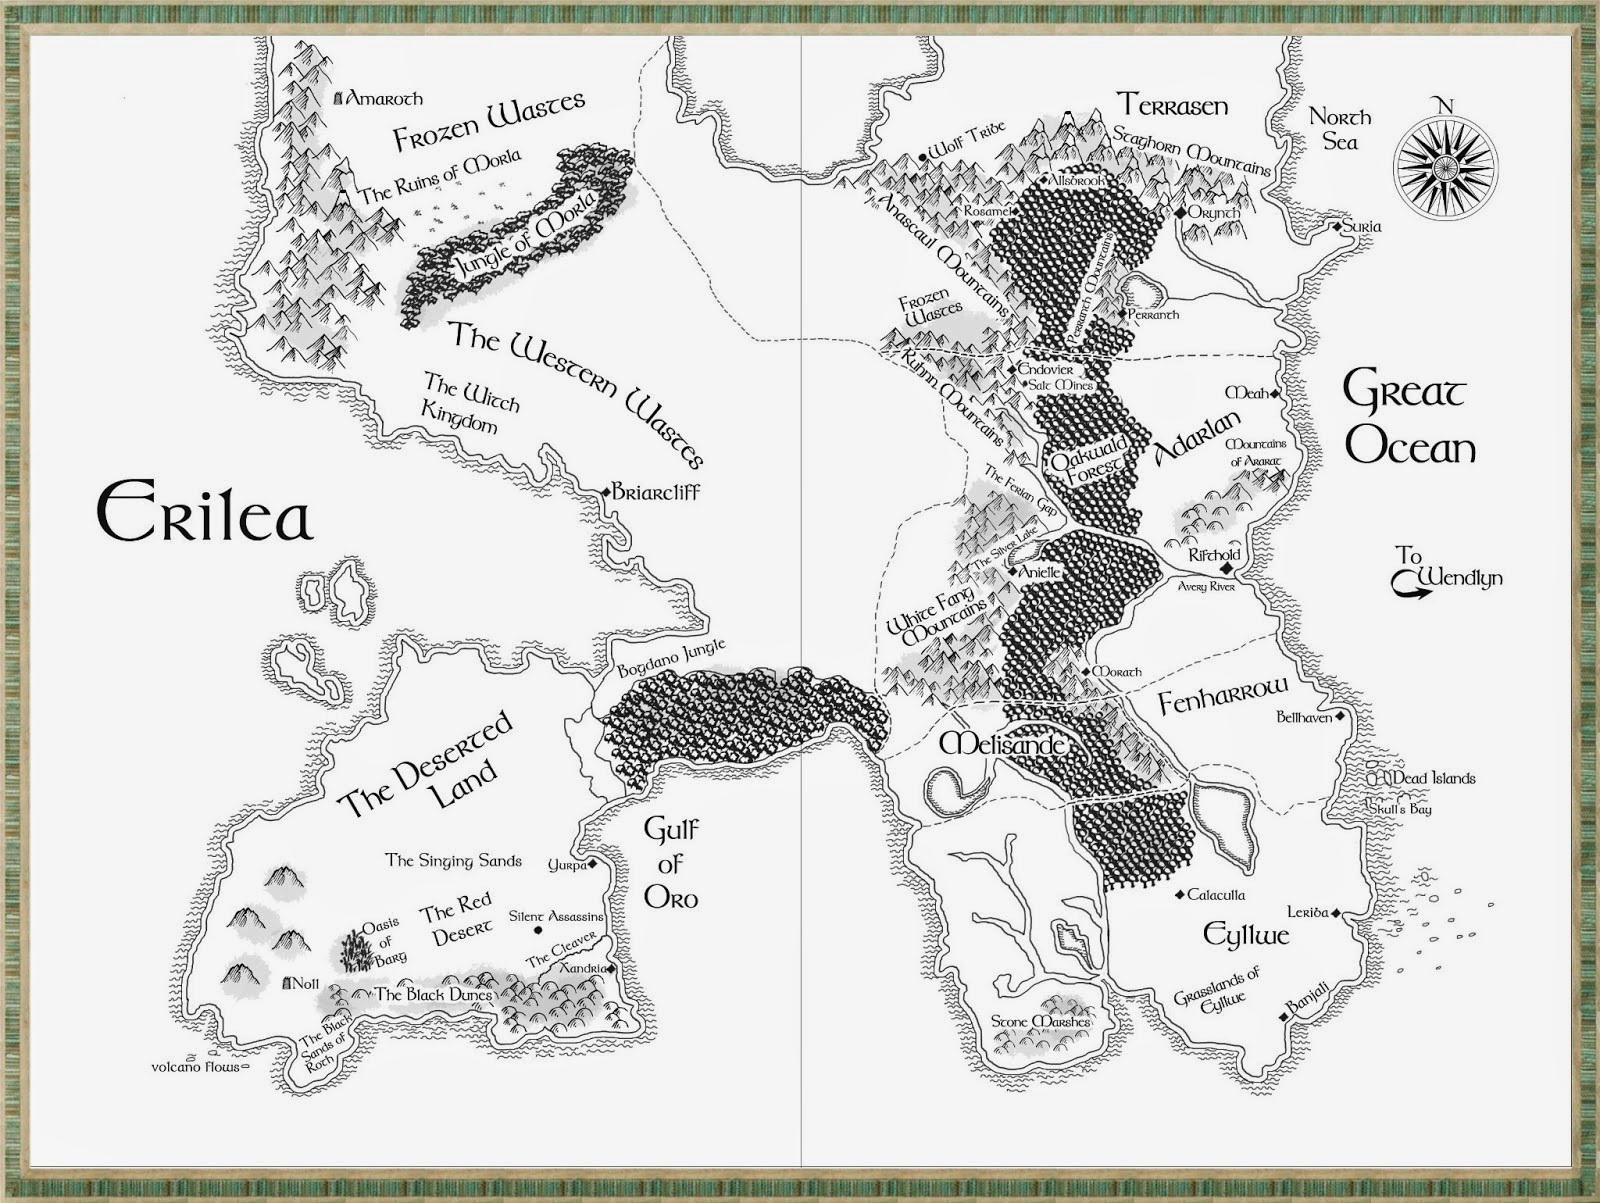 Amaroth
Frozen Wastes
The Ruins of Morla
Jungle of Morla
The Western Wastes
The Witch
Kingdom
Briarcliff
Erilea
Terrasen
North
Sea
N
Wolf Tribe
Staghorn Mountains
Allsbrook
Rosamel
Orynth
Suria
Anascaul Mountains
Perranth Mountains
Perranth
Frozen
Wastes
Ruhnn Mountains
Endovier
Salt Mines
Meah
Great
Ocean
Adarlan
Oakwald
Forest
Mountains
of Ararat
The Ferian Gap
The Silver Lake
Anielle
Rifthold
Avery River
To
Wendlyn
White Fang
Mountains
Morath
Fenharrow
Bellhaven
Melisande
Dead Islands
Skull's Bay
Bogdano Jungle
The Deserted
Land
Gulf
of
Oro
The Singing Sands
Yurpa
The Red
Desert
Silent Assassins
Oasis
of
Barg
The Cleaver
Xandria
Noll
The Black Dunes
The Black
Sands of
Roth
volcano flows
Calaculla
Leriba
Eyllwe
Grasslands of
Eyllwe
Banjali
Stone Marshes